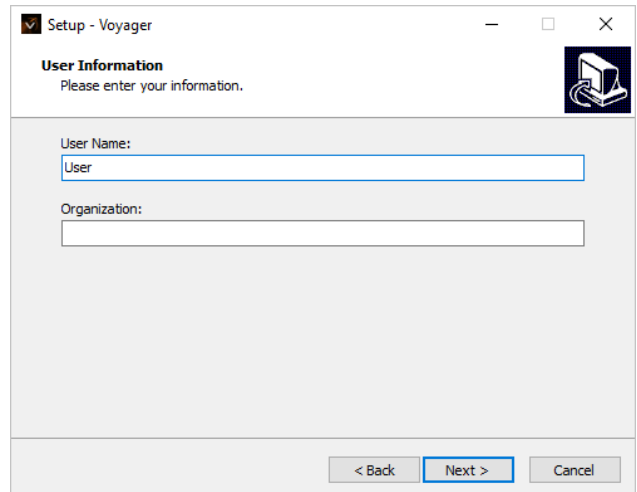 Setup - Voyager
User Information
Please enter your information.
User Name:
User
Organization:
< Back Next > Cancel